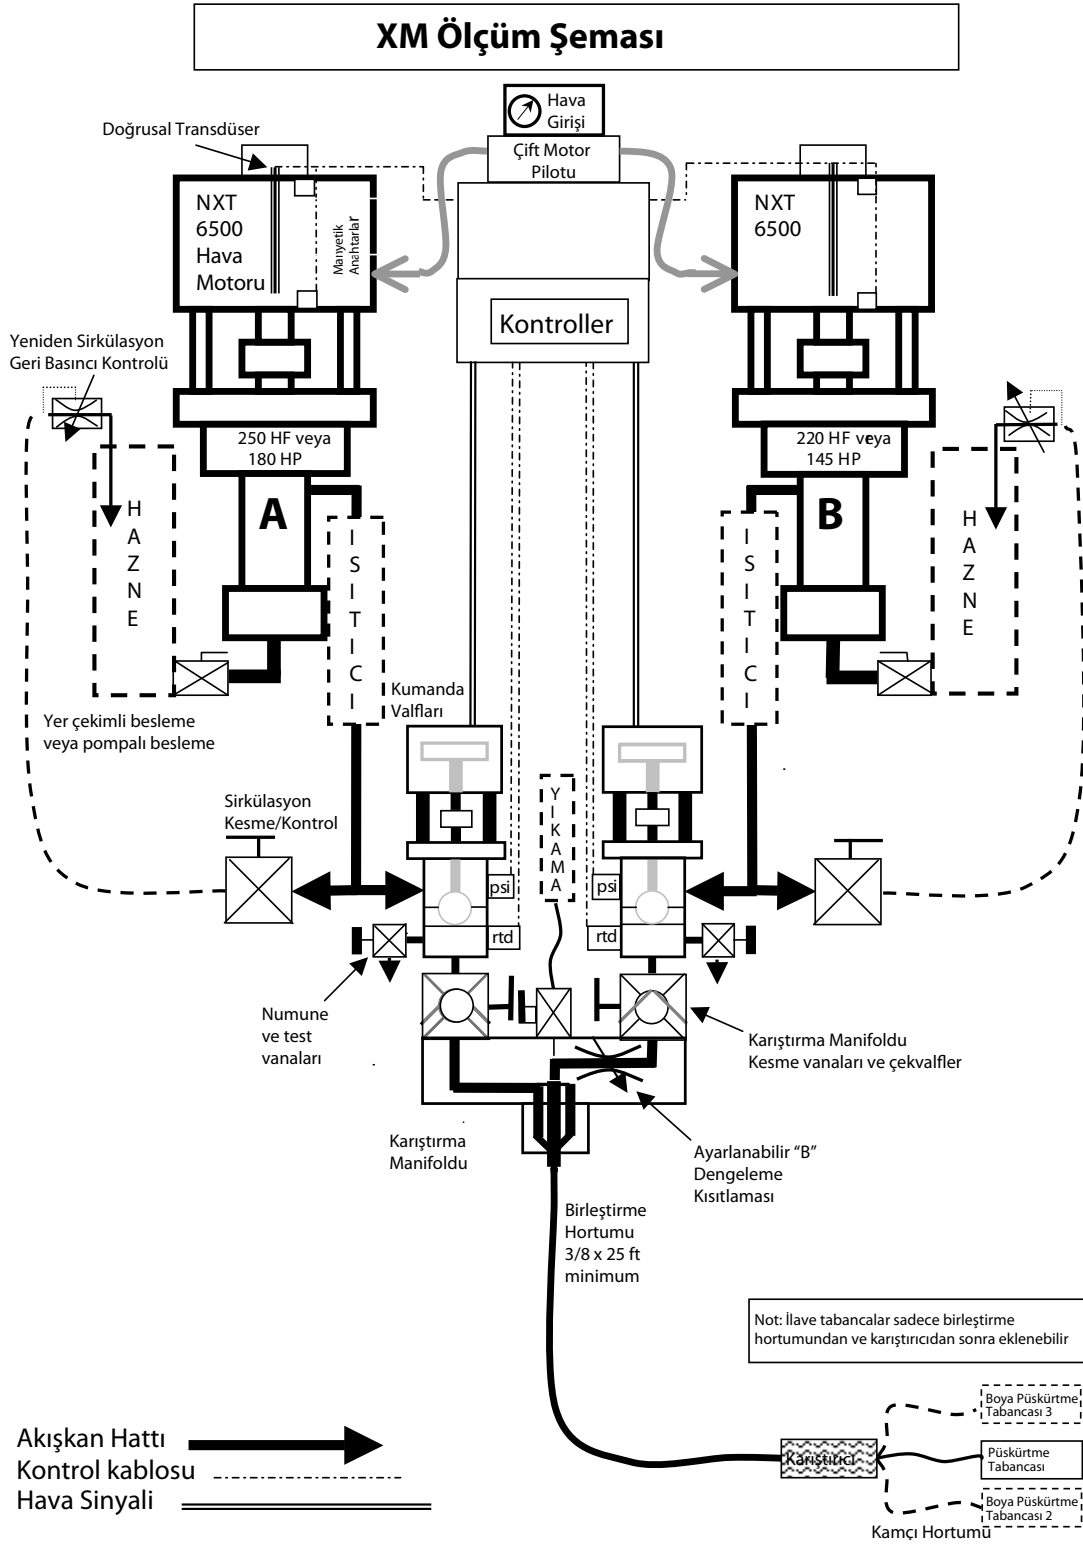 XM Ölçüm Şeması
Hava
Girişi
Çift Motor
Pilotu
Doğrusal Transdüser
NXT
6500
Hava
Motoru
Manyetik
Anahtarlar
NXT
6500
Kontroller
Yeniden Sirkülasyon
Geri Basıncı Kontrolü
250 HF veya
180 HP
220 HF veya
145 HP
A
B
HAZNE
ISITICI
ISITICI
HAZNE
Kumanda
Valfları
Yer çekimli besleme
veya pompalı besleme
Sirkülasyon
Kesme/Kontrol
YIKAMA
psi
psi
rtd
rtd
Numune
ve test
vanaları
Karıştırma Manifoldu
Kesme vanaları ve çekvalfler
Karıştırma
Manifoldu
Ayarlanabilir “B”
Dengeleme
Kısıtlaması
Birleştirme
Hortumu
3/8 x 25 ft
minimum
Not: İlave tabancalar sadece birleştirme
hortumundan ve karıştırıcıdan sonra eklenebilir
Boya Püskürtme
Tabancası 3
Karıştırıcı
Püskürtme
Tabancası
Boya Püskürtme
Tabancası 2
Kamçı Hortumu
Akışkan Hattı
Kontrol kablosu
Hava Sinyali